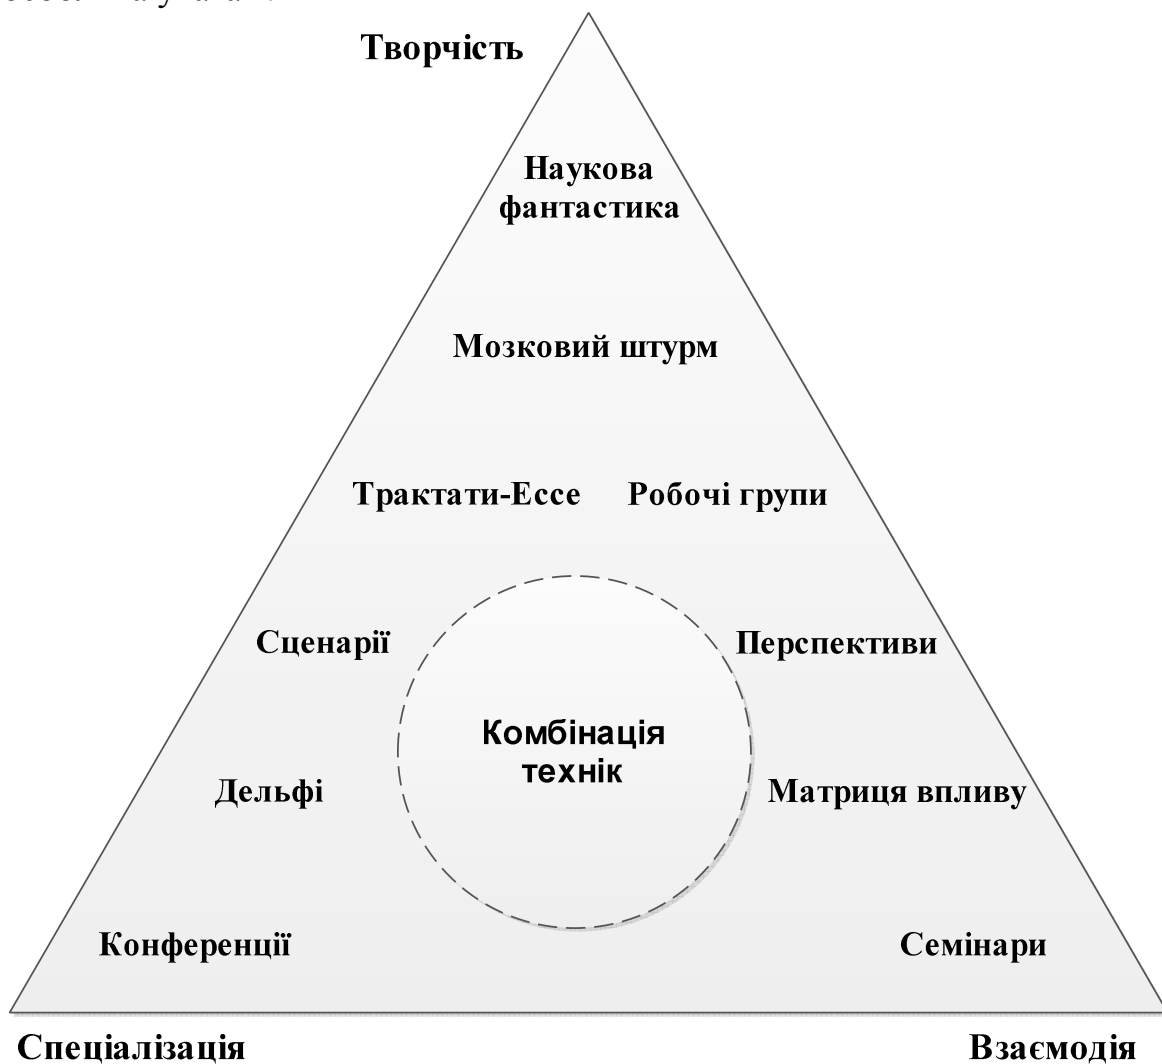 Творчість
Наукова
фантастика
Мозковий штурм
Трактати-Ессе Робочі групи
Сценарії Перспективи
Комбінація
технік
Дельфі Матриця впливу
Конференції Семінари
Спеціалізація Взаємодія